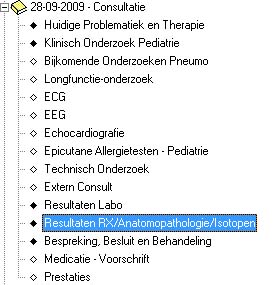 28-09-2009 - Consultatie
Huidige Problematiek en Therapie
Klinisch Onderzoek Pediatrie
Bijkomende Onderzoeken Pneumo
Longfunctie-onderzoek
ECG
EEG
Echocardiografie
Epicutane Allergietesten - Pediatrie
Technisch Onderzoek
Extern Consult
Resultaten Labo
Resultaten RX/Anatomopathologie/Isotopen
Bespreking, Besluit en Behandeling
Medicatie - Voorschrift
Prestaties